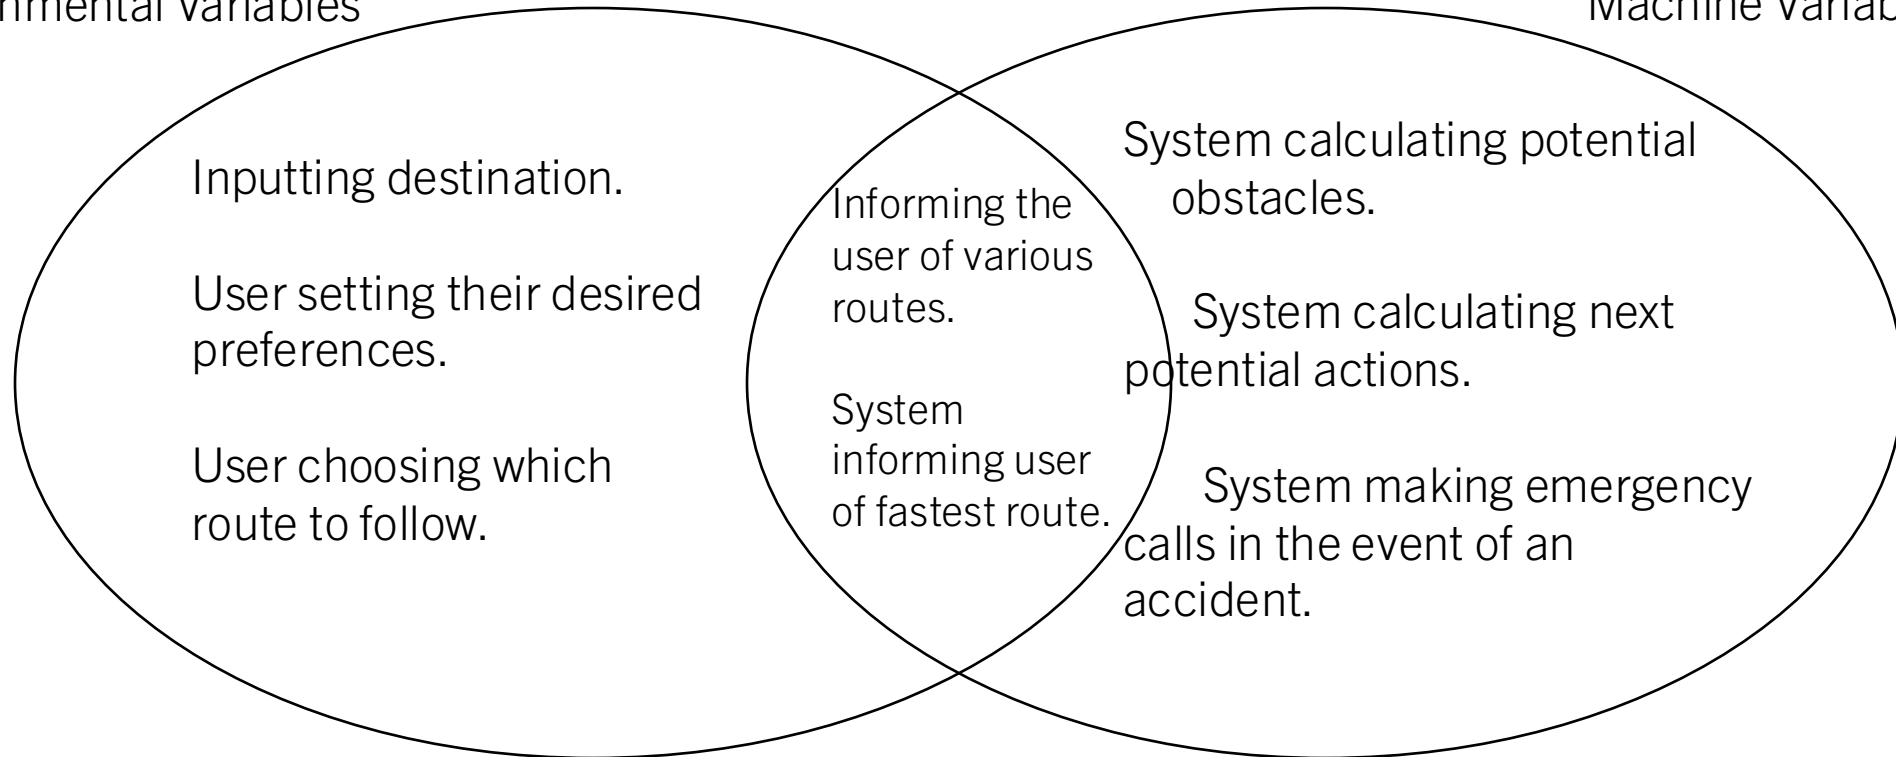 nmental Variables
Machine Variab
Inputting destination.
User setting their desired
preferences.
User choosing which
route to follow.
Informing the
user of various
routes.
System
informing user
of fastest route.
System calculating potential
obstacles.
System calculating next
potential actions.
System making emergency
calls in the event of an
accident.